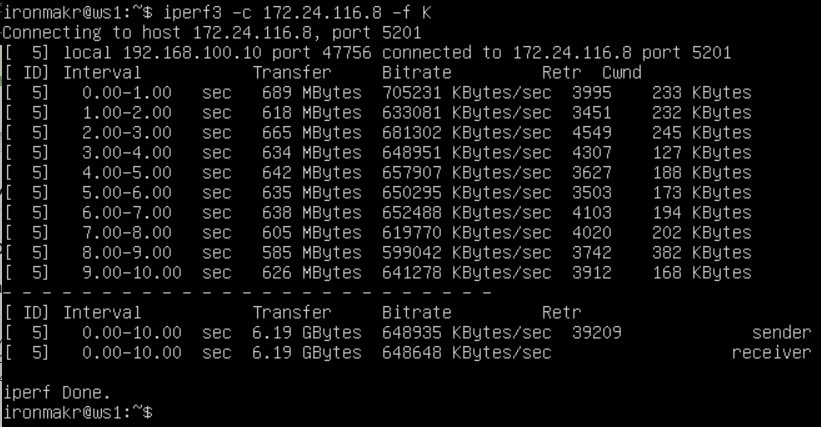 ironmakr@ws1:~$ iperf3 -c 172.24.116.8 -f K
Connecting to host 172.24.116.8, port 5201
[  5] local 192.168.100.10 port 47756 connected to 172.24.116.8 port 5201
[ ID] Interval           Transfer     Bitrate         Retr  Cwnd
[  5]   0.00-1.00   sec   689 MBytes  705231 KBytes/sec  3995    233 KBytes
[  5]   1.00-2.00   sec   618 MBytes  633081 KBytes/sec  3451    232 KBytes
[  5]   2.00-3.00   sec   665 MBytes  681302 KBytes/sec  4549    245 KBytes
[  5]   3.00-4.00   sec   634 MBytes  648951 KBytes/sec  4307    127 KBytes
[  5]   4.00-5.00   sec   642 MBytes  657907 KBytes/sec  3627    188 KBytes
[  5]   5.00-6.00   sec   635 MBytes  650295 KBytes/sec  3503    173 KBytes
[  5]   6.00-7.00   sec   638 MBytes  652488 KBytes/sec  4103    194 KBytes
[  5]   7.00-8.00   sec   605 MBytes  619770 KBytes/sec  4020    202 KBytes
[  5]   8.00-9.00   sec   585 MBytes  599042 KBytes/sec  3742    382 KBytes
[  5]   9.00-10.00  sec   626 MBytes  641278 KBytes/sec  3912    168 KBytes
- - - - - - - - - - - - - - - - - - - - - - - - -
[ ID] Interval           Transfer     Bitrate         Retr
[  5]   0.00-10.00  sec  6.19 GBytes  648935 KBytes/sec  39209             sender
[  5]   0.00-10.00  sec  6.19 GBytes  648648 KBytes/sec                  receiver
iperf Done.
ironmakr@ws1:~$